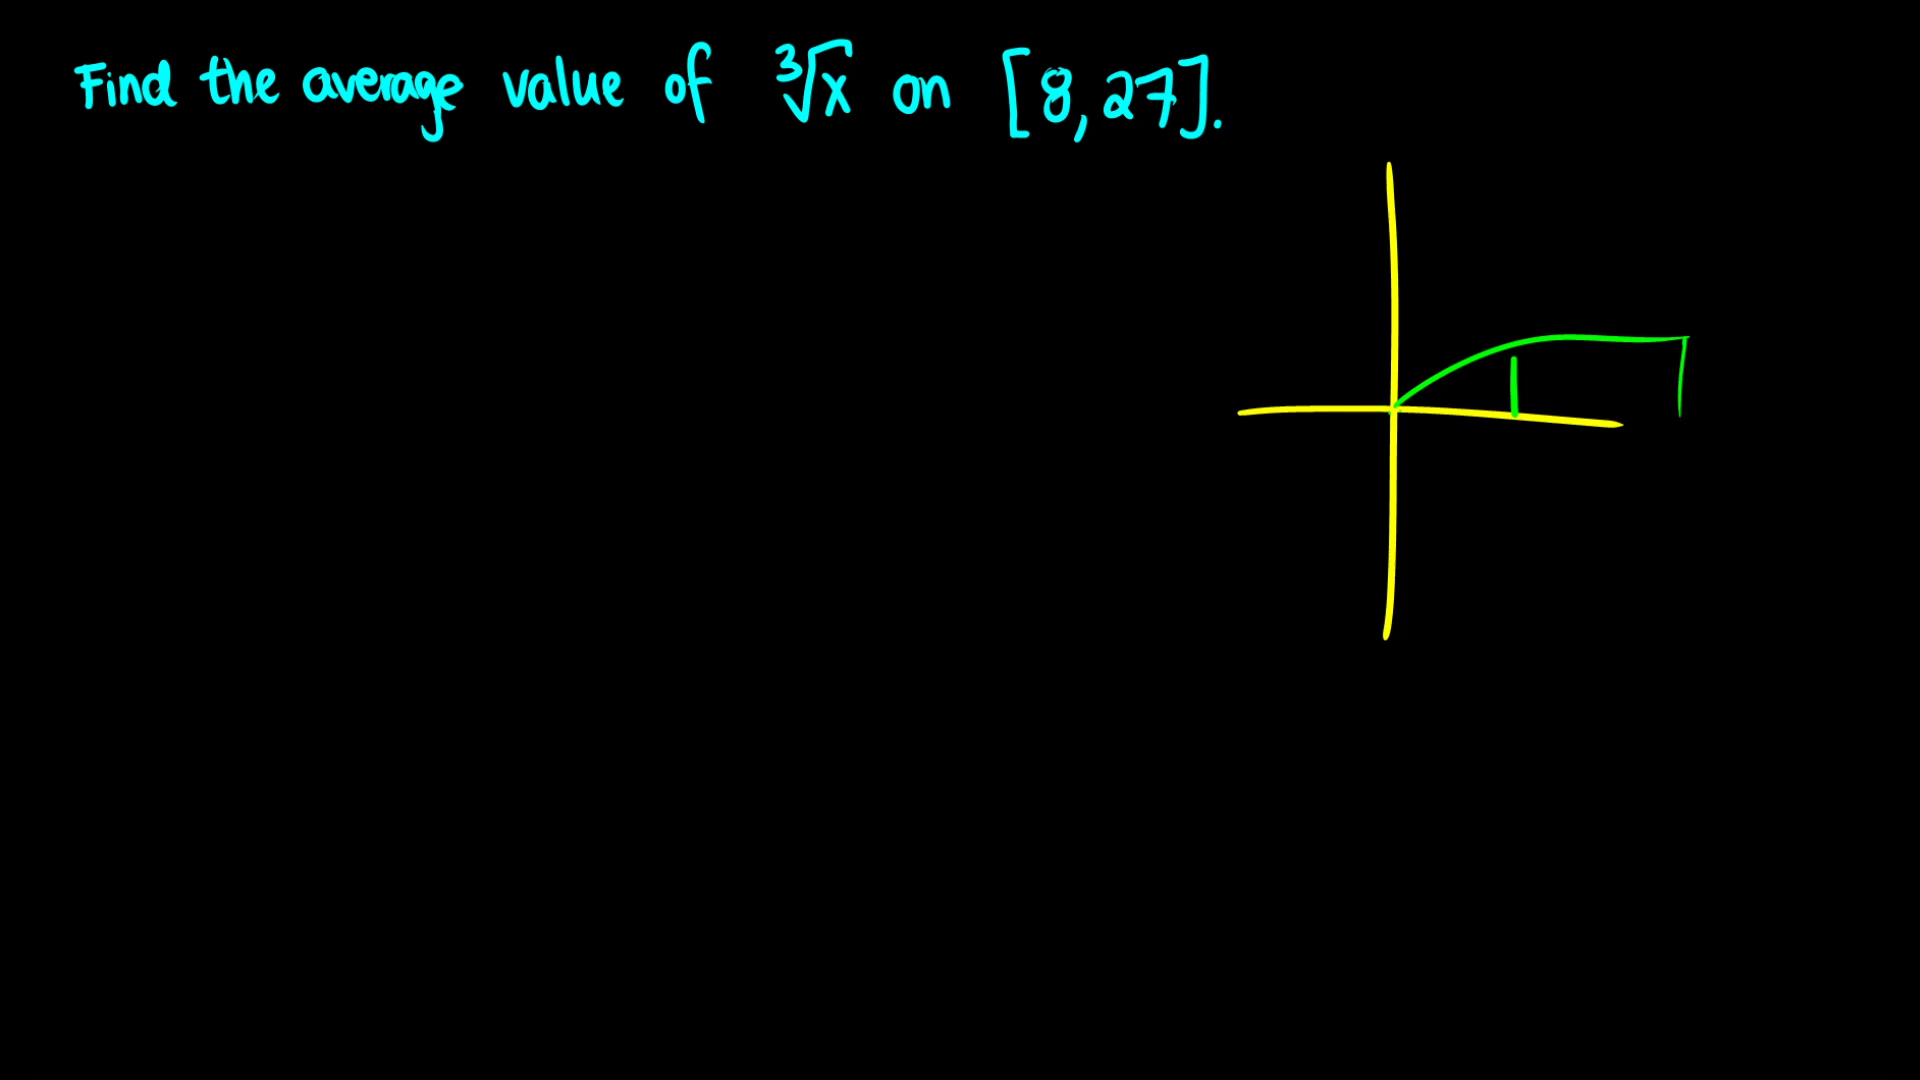 Find the average value of ∛x on [8,27].